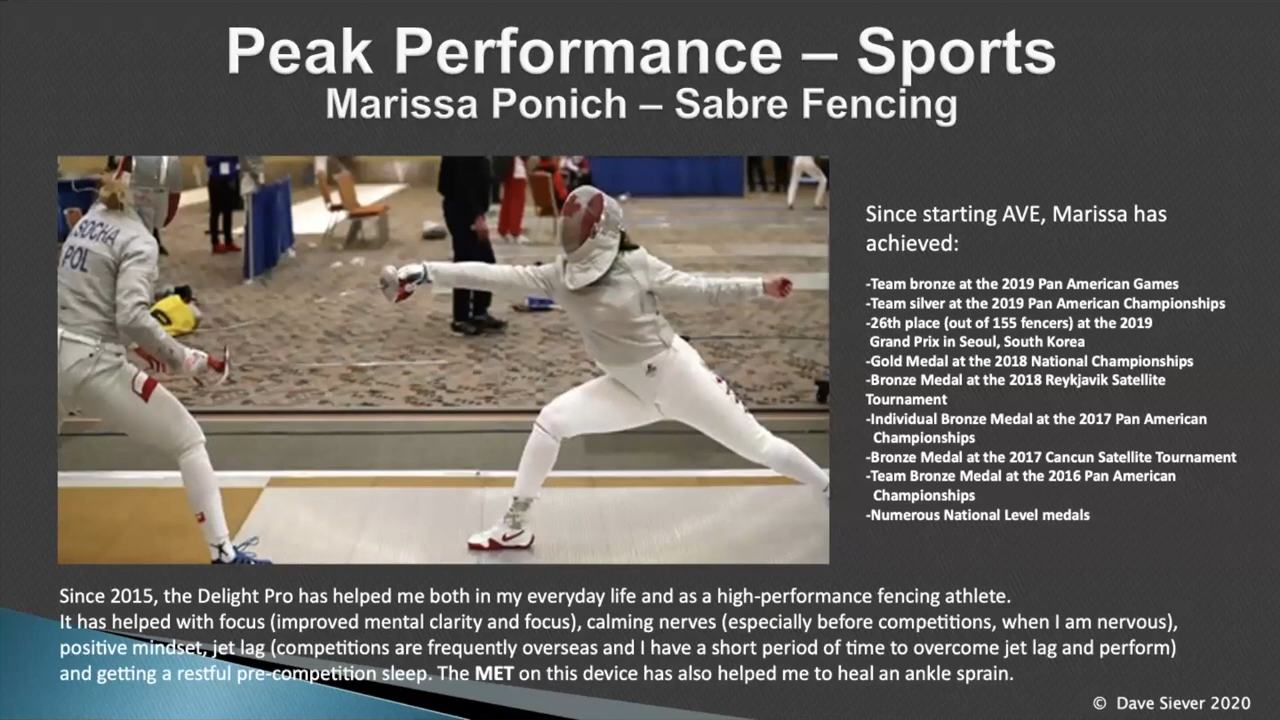 Peak Performance – Sports
Marissa Ponich – Sabre Fencing
SOCHA
POL
Since starting AVE, Marissa has
achieved:
-Team bronze at the 2019 Pan American Games
-Team silver at the 2019 Pan American Championships
-26th place (out of 155 fencers) at the 2019
Grand Prix in Seoul, South Korea
-Gold Medal at the 2018 National Championships
-Bronze Medal at the 2018 Reykjavik Satellite
Tournament
-Individual Bronze Medal at the 2017 Pan American
Championships
-Bronze Medal at the 2017 Cancun Satellite Tournament
-Team Bronze Medal at the 2016 Pan American
Championships
-Numerous National Level medals
Since 2015, the Delight Pro has helped me both in my everyday life and as a high-performance fencing athlete.
It has helped with focus (improved mental clarity and focus), calming nerves (especially before competitions, when I am nervous),
positive mindset, jet lag (competitions are frequently overseas and I have a short period of time to overcome jet lag and perform)
and getting a restful pre-competition sleep. The MET on this device has also helped me to heal an ankle sprain.
© Dave Siever 2020